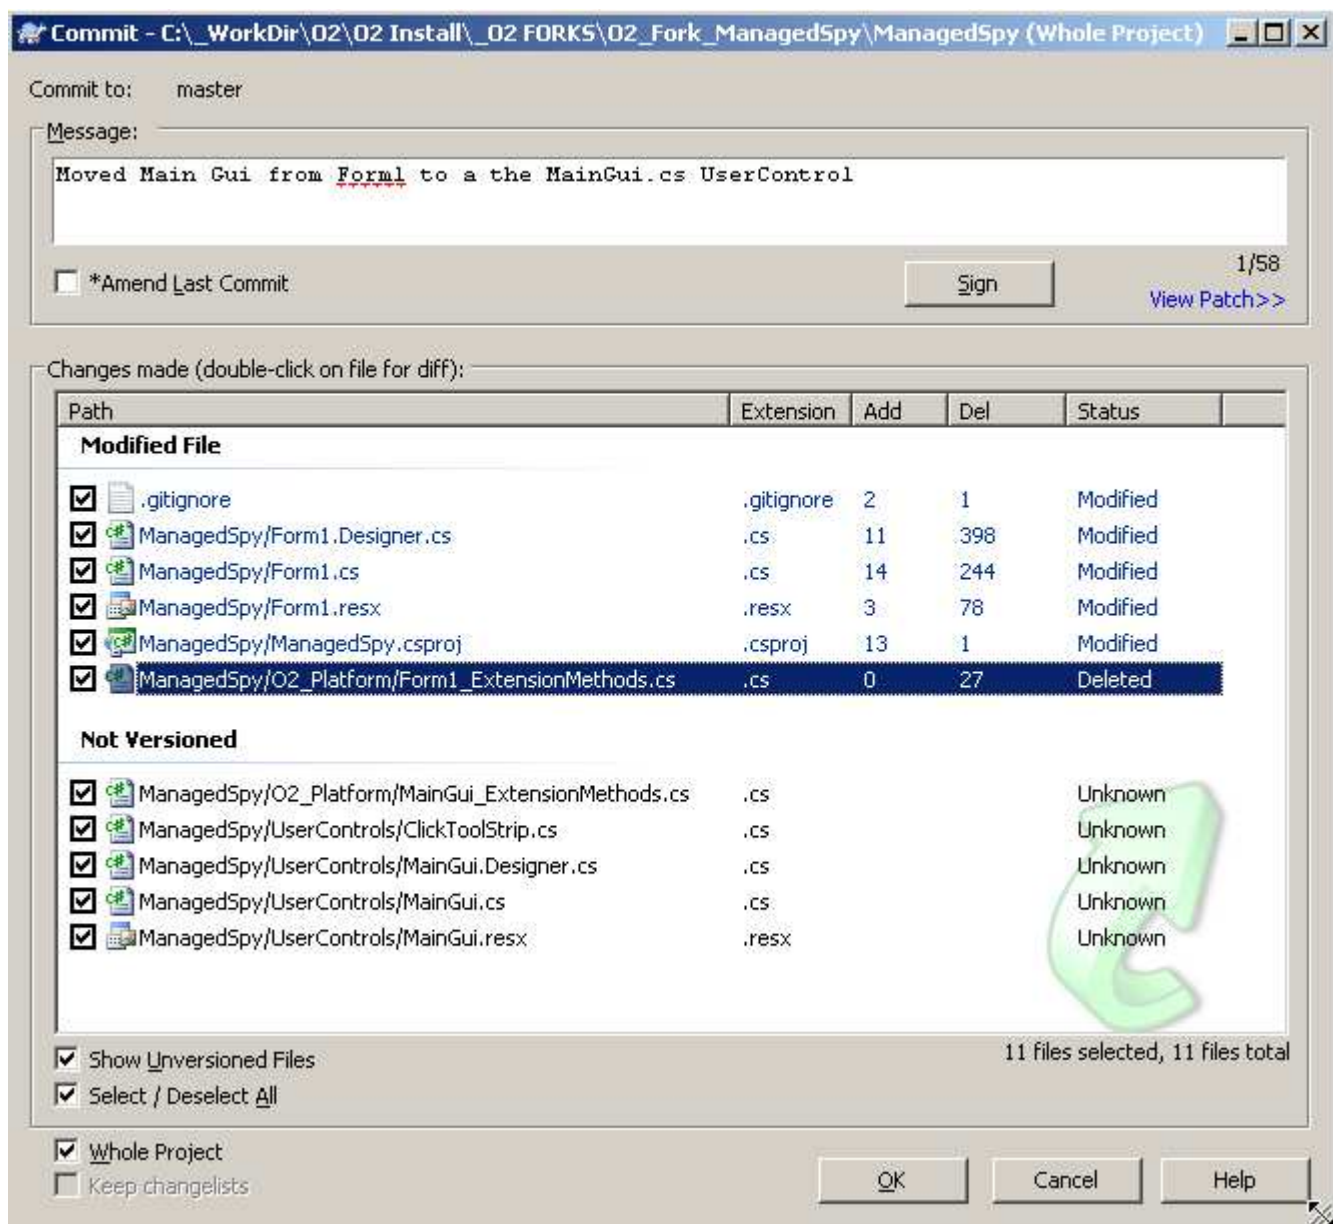 Commit - C:\_WorkDir\O2\O2 Install\_O2 FORKS\O2_Fork_ManagedSpy\ManagedSpy (Whole Project)
Commit to: master
Message:
Moved Main Gui from Form1 to a the MainGui.cs UserControl
1/58
*Amend Last Commit Sign
View Patch>>
Changes made (double-click on file for diff):
Path Extension Add Del Status
Modified File
.gitignore .gitignore 2 1 Modified
ManagedSpy/Form1.Designer.cs .cs 11 398 Modified
ManagedSpy/Form1.cs .cs 14 244 Modified
ManagedSpy/Form1.resx .resx 3 78 Modified
ManagedSpy/ManagedSpy.csproj .csproj 13 1 Modified
ManagedSpy/O2_Platform/Form1_ExtensionMethods.cs .cs 0 27 Deleted
Not Versioned
ManagedSpy/O2_Platform/MainGui_ExtensionMethods.cs .cs Unknown
ManagedSpy/UserControls/ClickToolStrip.cs .cs Unknown
ManagedSpy/UserControls/MainGui.Designer.cs .cs Unknown
ManagedSpy/UserControls/MainGui.cs .cs Unknown
ManagedSpy/UserControls/MainGui.resx .resx Unknown
Show Unversioned Files 11 files selected, 11 files total
Select / Deselect All
Whole Project
Keep changelists OK Cancel Help